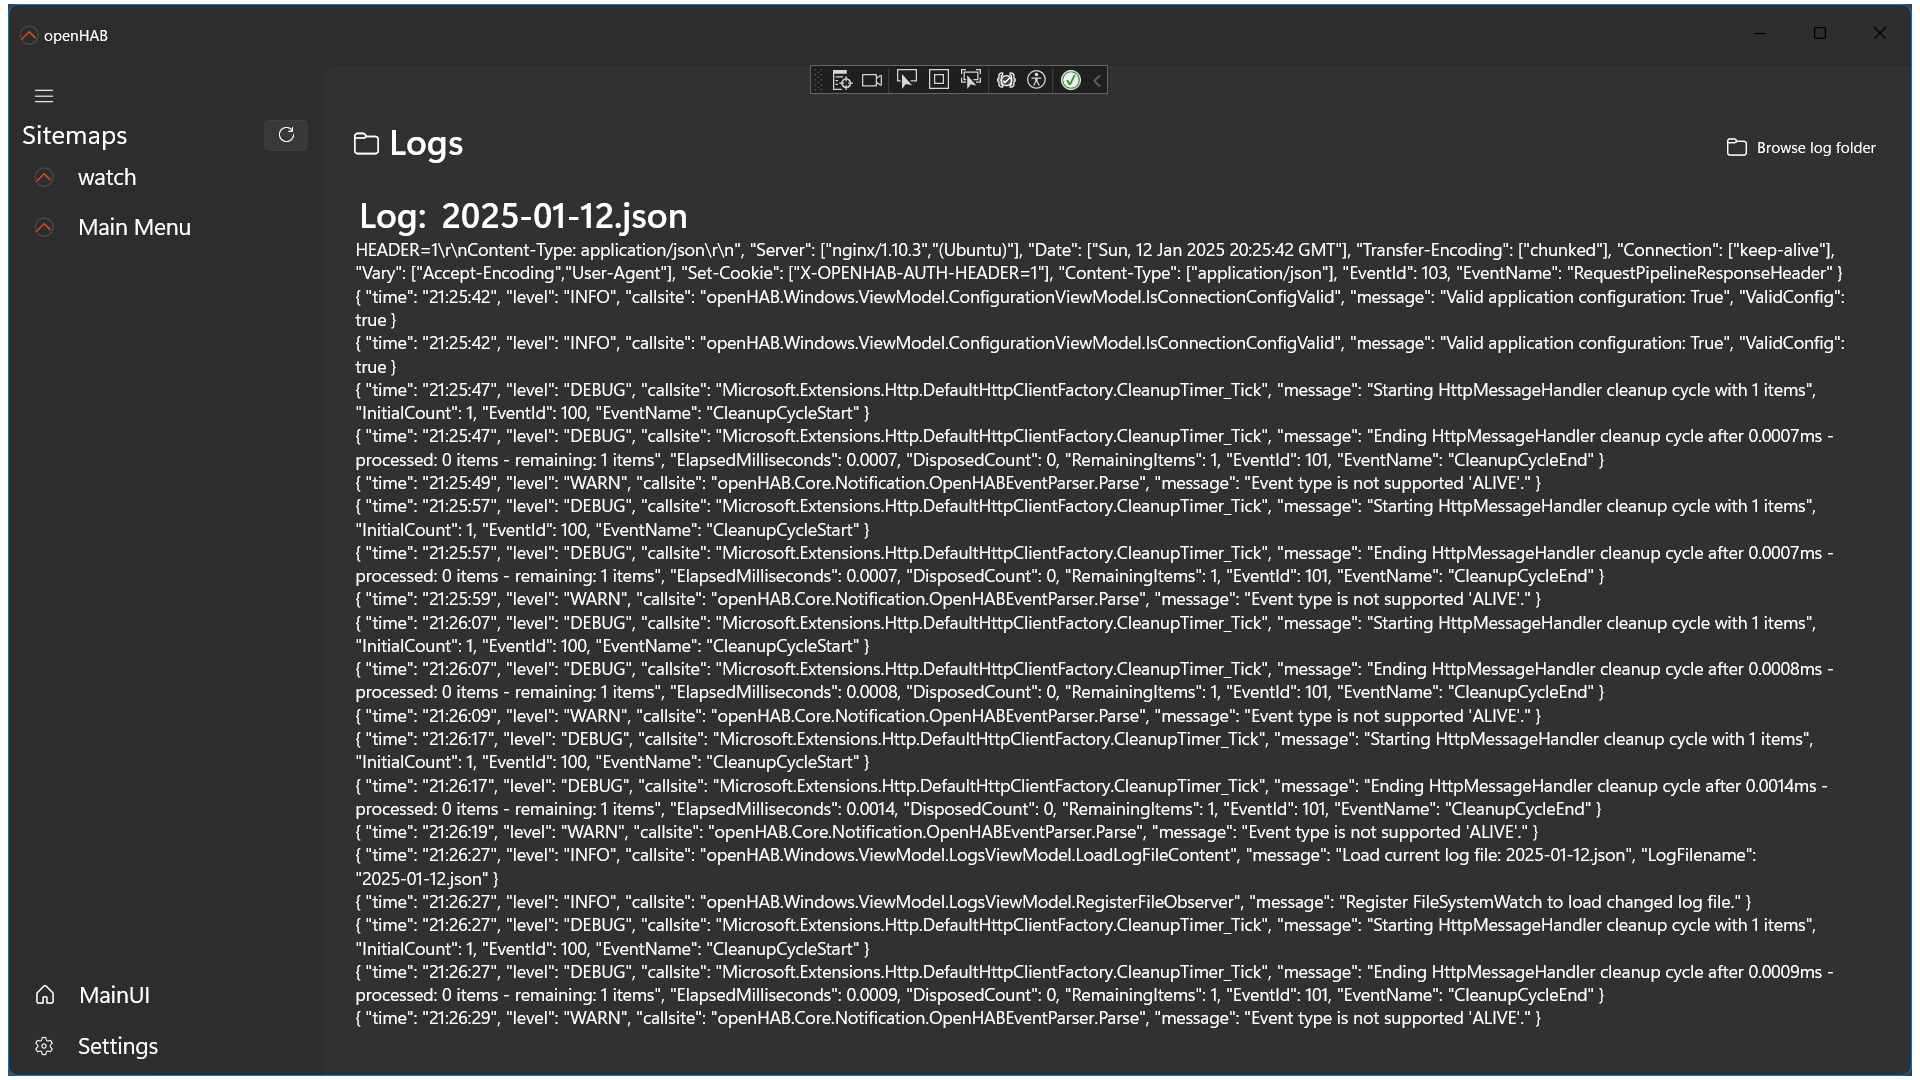 openHAB
Sitemaps
watch
Main Menu
Logs
Browse log folder
Log: 2025-01-12.json
HEADER=1\r\nContent-Type: application/json\r\n", "Server": ["nginx/1.10.3","(Ubuntu)"], "Date": ["Sun, 12 Jan 2025 20:25:42 GMT"], "Transfer-Encoding": ["chunked"], "Connection": ["keep-alive"],
"Vary": ["Accept-Encoding","User-Agent"], "Set-Cookie": ["X-OPENHAB-AUTH-HEADER=1"], "Content-Type": ["application/json"], "EventId": 103, "EventName": "RequestPipelineResponseHeader" }
{ "time": "21:25:42", "level": "INFO", "callsite": "openHAB.Windows.ViewModel.ConfigurationViewModel.IsConnectionConfigValid", "message": "Valid application configuration: True", "ValidConfig":
true }
{ "time": "21:25:42", "level": "INFO", "callsite": "openHAB.Windows.ViewModel.ConfigurationViewModel.IsConnectionConfigValid", "message": "Valid application configuration: True", "ValidConfig":
true }
{ "time": "21:25:47", "level": "DEBUG", "callsite": "Microsoft.Extensions.Http.DefaultHttpClientFactory.CleanupTimer_Tick", "message": "Starting HttpMessageHandler cleanup cycle with 1 items",
"InitialCount": 1, "EventId": 100, "EventName": "CleanupCycleStart" }
{ "time": "21:25:47", "level": "DEBUG", "callsite": "Microsoft.Extensions.Http.DefaultHttpClientFactory.CleanupTimer_Tick", "message": "Ending HttpMessageHandler cleanup cycle after 0.0007ms -
processed: 0 items - remaining: 1 items", "ElapsedMilliseconds": 0.0007, "DisposedCount": 0, "RemainingItems": 1, "EventId": 101, "EventName": "CleanupCycleEnd" }
{ "time": "21:25:49", "level": "WARN", "callsite": "openHAB.Core.Notification.OpenHABEventParser.Parse", "message": "Event type is not supported 'ALIVE'." }
{ "time": "21:25:57", "level": "DEBUG", "callsite": "Microsoft.Extensions.Http.DefaultHttpClientFactory.CleanupTimer_Tick", "message": "Starting HttpMessageHandler cleanup cycle with 1 items",
"InitialCount": 1, "EventId": 100, "EventName": "CleanupCycleStart" }
{ "time": "21:25:57", "level": "DEBUG", "callsite": "Microsoft.Extensions.Http.DefaultHttpClientFactory.CleanupTimer_Tick", "message": "Ending HttpMessageHandler cleanup cycle after 0.0007ms -
processed: 0 items - remaining: 1 items", "ElapsedMilliseconds": 0.0007, "DisposedCount": 0, "RemainingItems": 1, "EventId": 101, "EventName": "CleanupCycleEnd" }
{ "time": "21:25:59", "level": "WARN", "callsite": "openHAB.Core.Notification.OpenHABEventParser.Parse", "message": "Event type is not supported 'ALIVE'." }
{ "time": "21:26:07", "level": "DEBUG", "callsite": "Microsoft.Extensions.Http.DefaultHttpClientFactory.CleanupTimer_Tick", "message": "Starting HttpMessageHandler cleanup cycle with 1 items",
"InitialCount": 1, "EventId": 100, "EventName": "CleanupCycleStart" }
{ "time": "21:26:07", "level": "DEBUG", "callsite": "Microsoft.Extensions.Http.DefaultHttpClientFactory.CleanupTimer_Tick", "message": "Ending HttpMessageHandler cleanup cycle after 0.0008ms -
processed: 0 items - remaining: 1 items", "ElapsedMilliseconds": 0.0008, "DisposedCount": 0, "RemainingItems": 1, "EventId": 101, "EventName": "CleanupCycleEnd" }
{ "time": "21:26:09", "level": "WARN", "callsite": "openHAB.Core.Notification.OpenHABEventParser.Parse", "message": "Event type is not supported 'ALIVE'." }
{ "time": "21:26:17", "level": "DEBUG", "callsite": "Microsoft.Extensions.Http.DefaultHttpClientFactory.CleanupTimer_Tick", "message": "Starting HttpMessageHandler cleanup cycle with 1 items",
"InitialCount": 1, "EventId": 100, "EventName": "CleanupCycleStart" }
{ "time": "21:26:17", "level": "DEBUG", "callsite": "Microsoft.Extensions.Http.DefaultHttpClientFactory.CleanupTimer_Tick", "message": "Ending HttpMessageHandler cleanup cycle after 0.0014ms -
processed: 0 items - remaining: 1 items", "ElapsedMilliseconds": 0.0014, "DisposedCount": 0, "RemainingItems": 1, "EventId": 101, "EventName": "CleanupCycleEnd" }
{ "time": "21:26:19", "level": "WARN", "callsite": "openHAB.Core.Notification.OpenHABEventParser.Parse", "message": "Event type is not supported 'ALIVE'." }
{ "time": "21:26:27", "level": "INFO", "callsite": "openHAB.Windows.ViewModel.LogsViewModel.LoadLogFileContent", "message": "Load current log file: 2025-01-12.json", "LogFilename":
"2025-01-12.json" }
{ "time": "21:26:27", "level": "INFO", "callsite": "openHAB.Windows.ViewModel.LogsViewModel.RegisterFileObserver", "message": "Register FileSystemWatch to load changed log file." }
{ "time": "21:26:27", "level": "DEBUG", "callsite": "Microsoft.Extensions.Http.DefaultHttpClientFactory.CleanupTimer_Tick", "message": "Starting HttpMessageHandler cleanup cycle with 1 items",
"InitialCount": 1, "EventId": 100, "EventName": "CleanupCycleStart" }
{ "time": "21:26:27", "level": "DEBUG", "callsite": "Microsoft.Extensions.Http.DefaultHttpClientFactory.CleanupTimer_Tick", "message": "Ending HttpMessageHandler cleanup cycle after 0.0009ms -
processed: 0 items - remaining: 1 items", "ElapsedMilliseconds": 0.0009, "DisposedCount": 0, "RemainingItems": 1, "EventId": 101, "EventName": "CleanupCycleEnd" }
{ "time": "21:26:29", "level": "WARN", "callsite": "openHAB.Core.Notification.OpenHABEventParser.Parse", "message": "Event type is not supported 'ALIVE'." }
MainUI
Settings